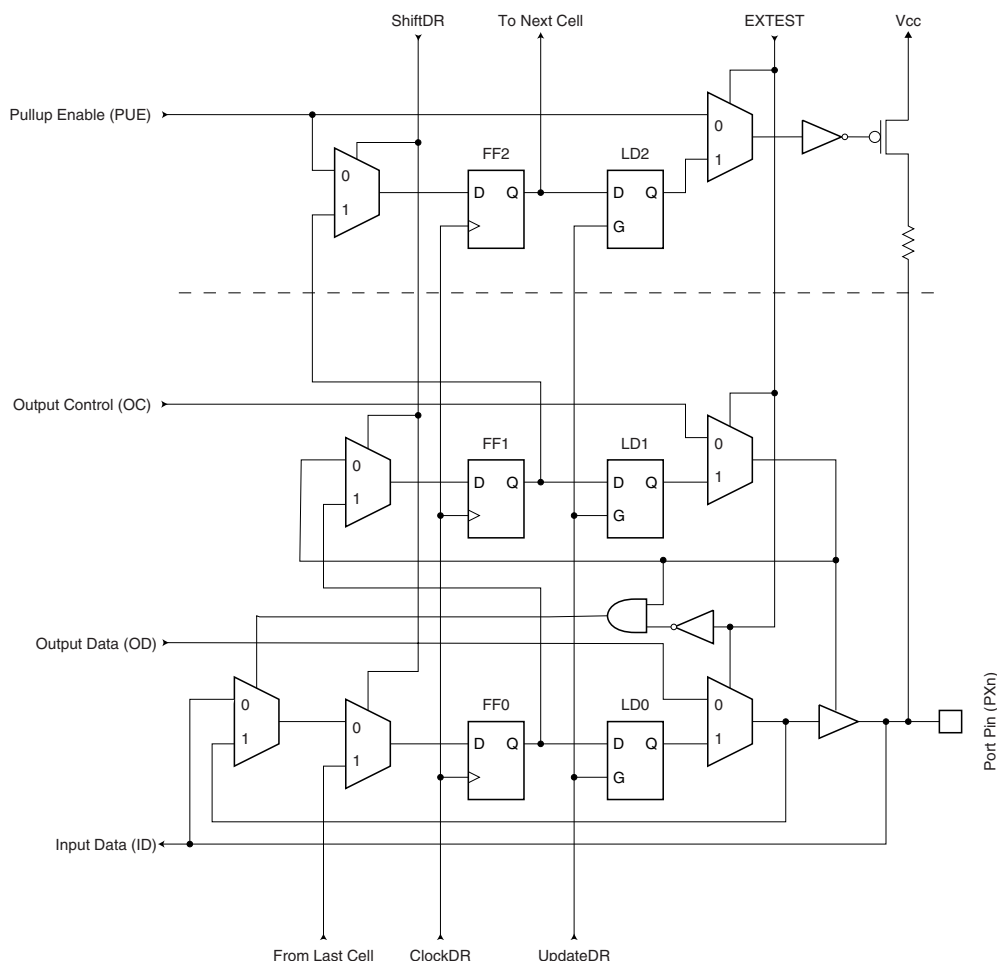 ShiftDR
To Next Cell
EXTEST
Vcc
Pullup Enable (PUE)
0
1
FF2
D Q
LD2
D Q
G
0
1
Output Control (OC)
0
1
FF1
D Q
LD1
D Q
G
0
1
Output Data (OD)
0
1
0
1
FF0
D Q
LD0
D Q
G
0
1
Port Pin (PXn)
Input Data (ID)
From Last Cell
ClockDR
UpdateDR